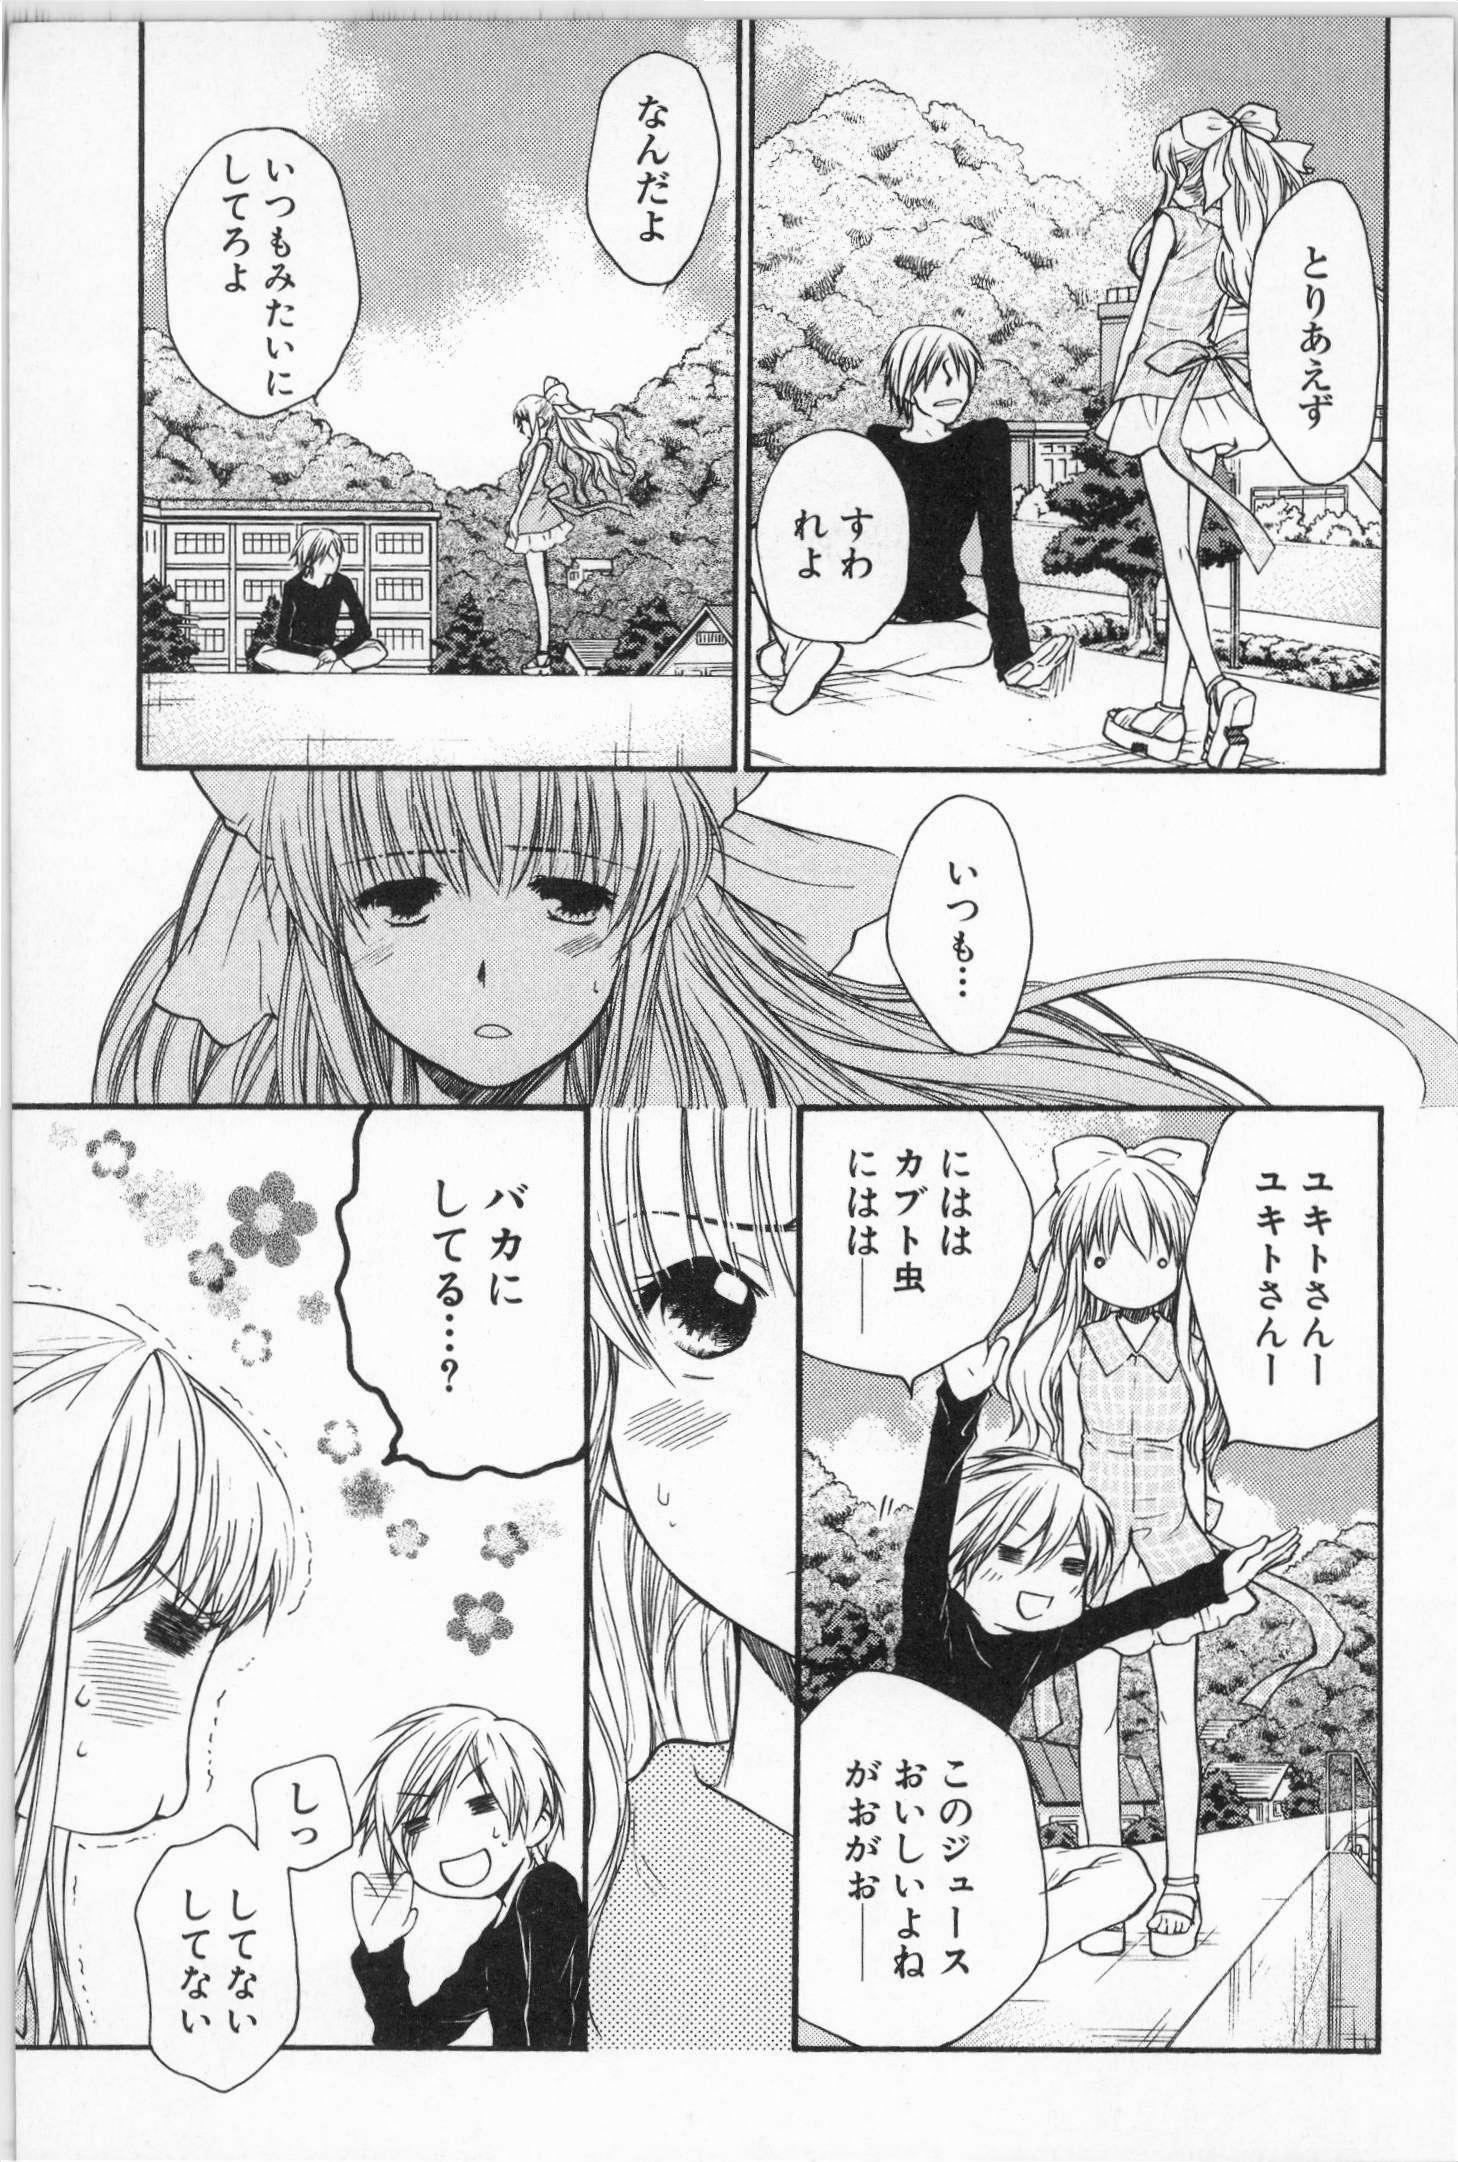 とりあえず
すわ
れよ
なんだよ
いつもみたいに
してろよ
いつも…
ユキトさんー
ユキトさんー
にはは
カブト虫
にはは――
このジュース
おいしいよね
がおがお――
バカに
してる……?
しっ
してない
してない